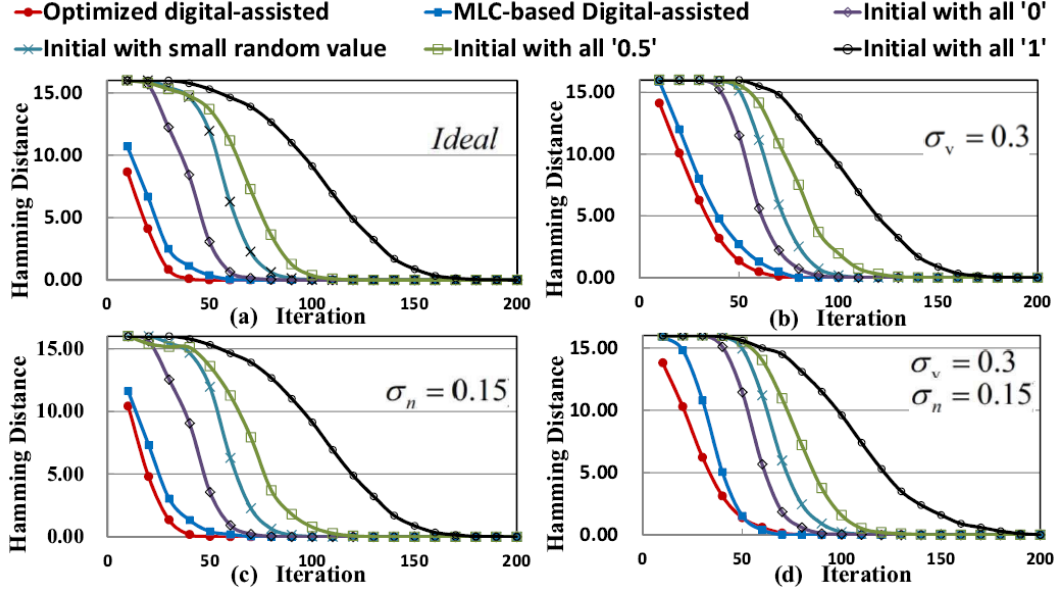 Optimized digital-assisted MLC-based Digital-assisted Initial with all '0'
Initial with small random value Initial with all '0.5' Initial with all '1'
Hamming Distance
15.00
10.00
5.00
0.00
Ideal
50 100 150 200
(a) Iteration
Hamming Distance
15.00
10.00
5.00
0.00
σv = 0.3
0 50 100 150 200
(b) Iteration
Hamming Distance
15.00
10.00
5.00
0.00
σn = 0.15
0 50 100 150 200
(c) Iteration
Hamming Distance
15.00
10.00
5.00
0.00
σv = 0.3
σn = 0.15
0 50 100 150 200
(d) Iteration